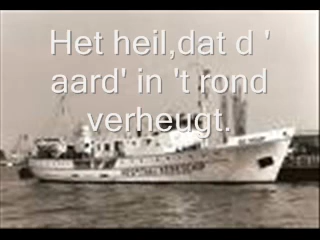 Het heil,dat d '
aard' in 't rond
verheugt.